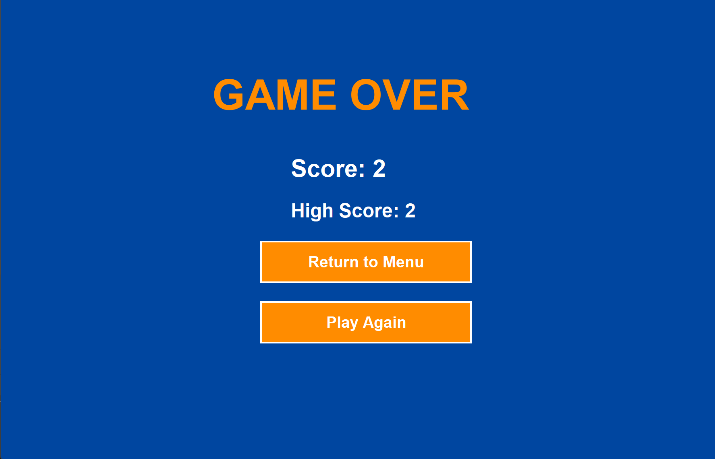 GAME OVER
Score: 2
High Score: 2
Return to Menu
Play Again